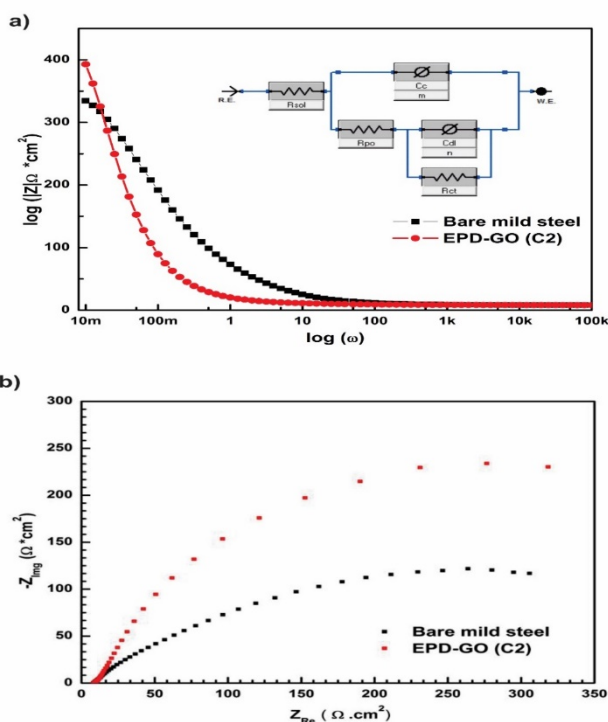 a)
400
300
200
100
0
log (|Z|Ω *cm²)
10m 100m 1 10 100 1k 10k 100k
log (ω)
R.E.
Rsol
Cc
m
Rpo
Cdl
n
Rct
W.E.
Bare mild steel
EPD-GO (C2)
b)
300
250
200
150
100
50
0
-Z Img (Ω *cm²)
0 50 100 150 200 250 300 350
Z Re (Ω .cm²)
Bare mild steel
EPD-GO (C2)